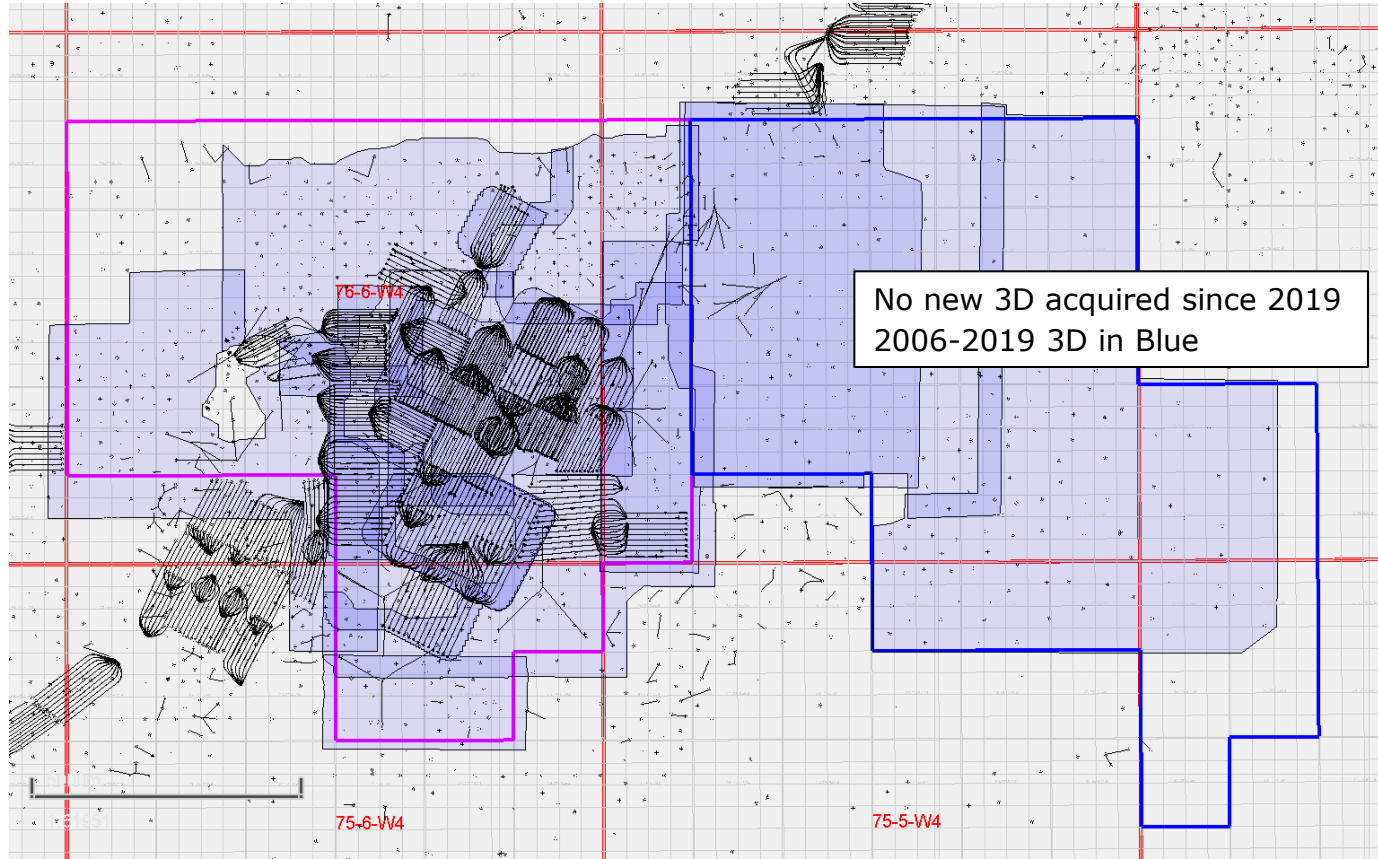 76-6-W4
No new 3D acquired since 2019
2006-2019 3D in Blue
75-6-W4
75-5-W4